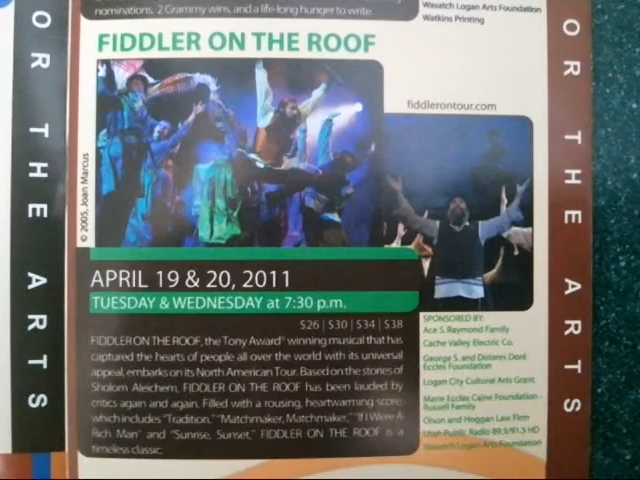 nominations. 2 Grammy wins, and a life-long hunger to write.
Wasatch Logan Arts Foundation
Watkins Printing
FIDDLER ON THE ROOF
© 2005, Joan Marcus
fiddlerontour.com
APRIL 19 & 20, 2011
TUESDAY & WEDNESDAY at 7:30 p.m.
$26 | $30 | $34 | $38
FIDDLER ON THE ROOF, the Tony Award® winning musical that has
captured the hearts of people all over the world with its universal
appeal, embarks on its North American Tour. Based on the stories of
Sholom Aleichem, FIDDLER ON THE ROOF has been lauded by
critics again and again. Filled with a rousing, heartwarming score,
which includes "Tradition," "Matchmaker, Matchmaker," "If I Were A
Rich Man" and "Sunrise, Sunset," FIDDLER ON THE ROOF is a
timeless classic.
SPONSORED BY:
Ace S. Raymond Family
Cache Valley Electric Co.
George S. and Dolores Doré
Eccles Foundation
Logan City Cultural Arts Grant
Marie Eccles Caine Foundation -
Russell Family
Olson and Hoggan Law Firm
Utah Public Radio 89.5/91.5 HD
Wasatch Logan Arts Foundation
OR THE ARTS
OR THE ARTS